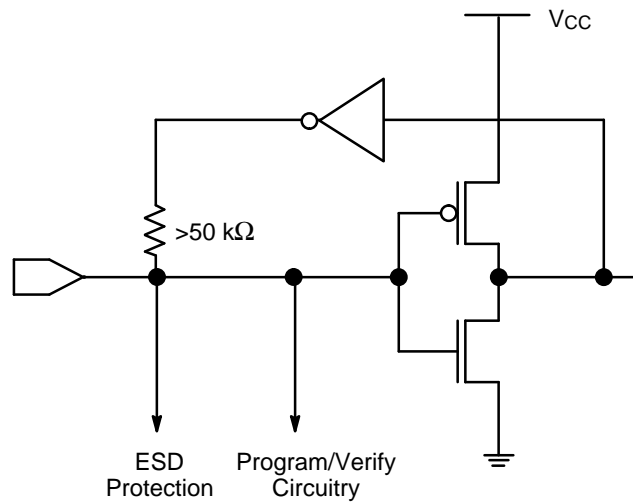 VCC
>50 kΩ
ESD
Protection
Program/Verify
Circuitry